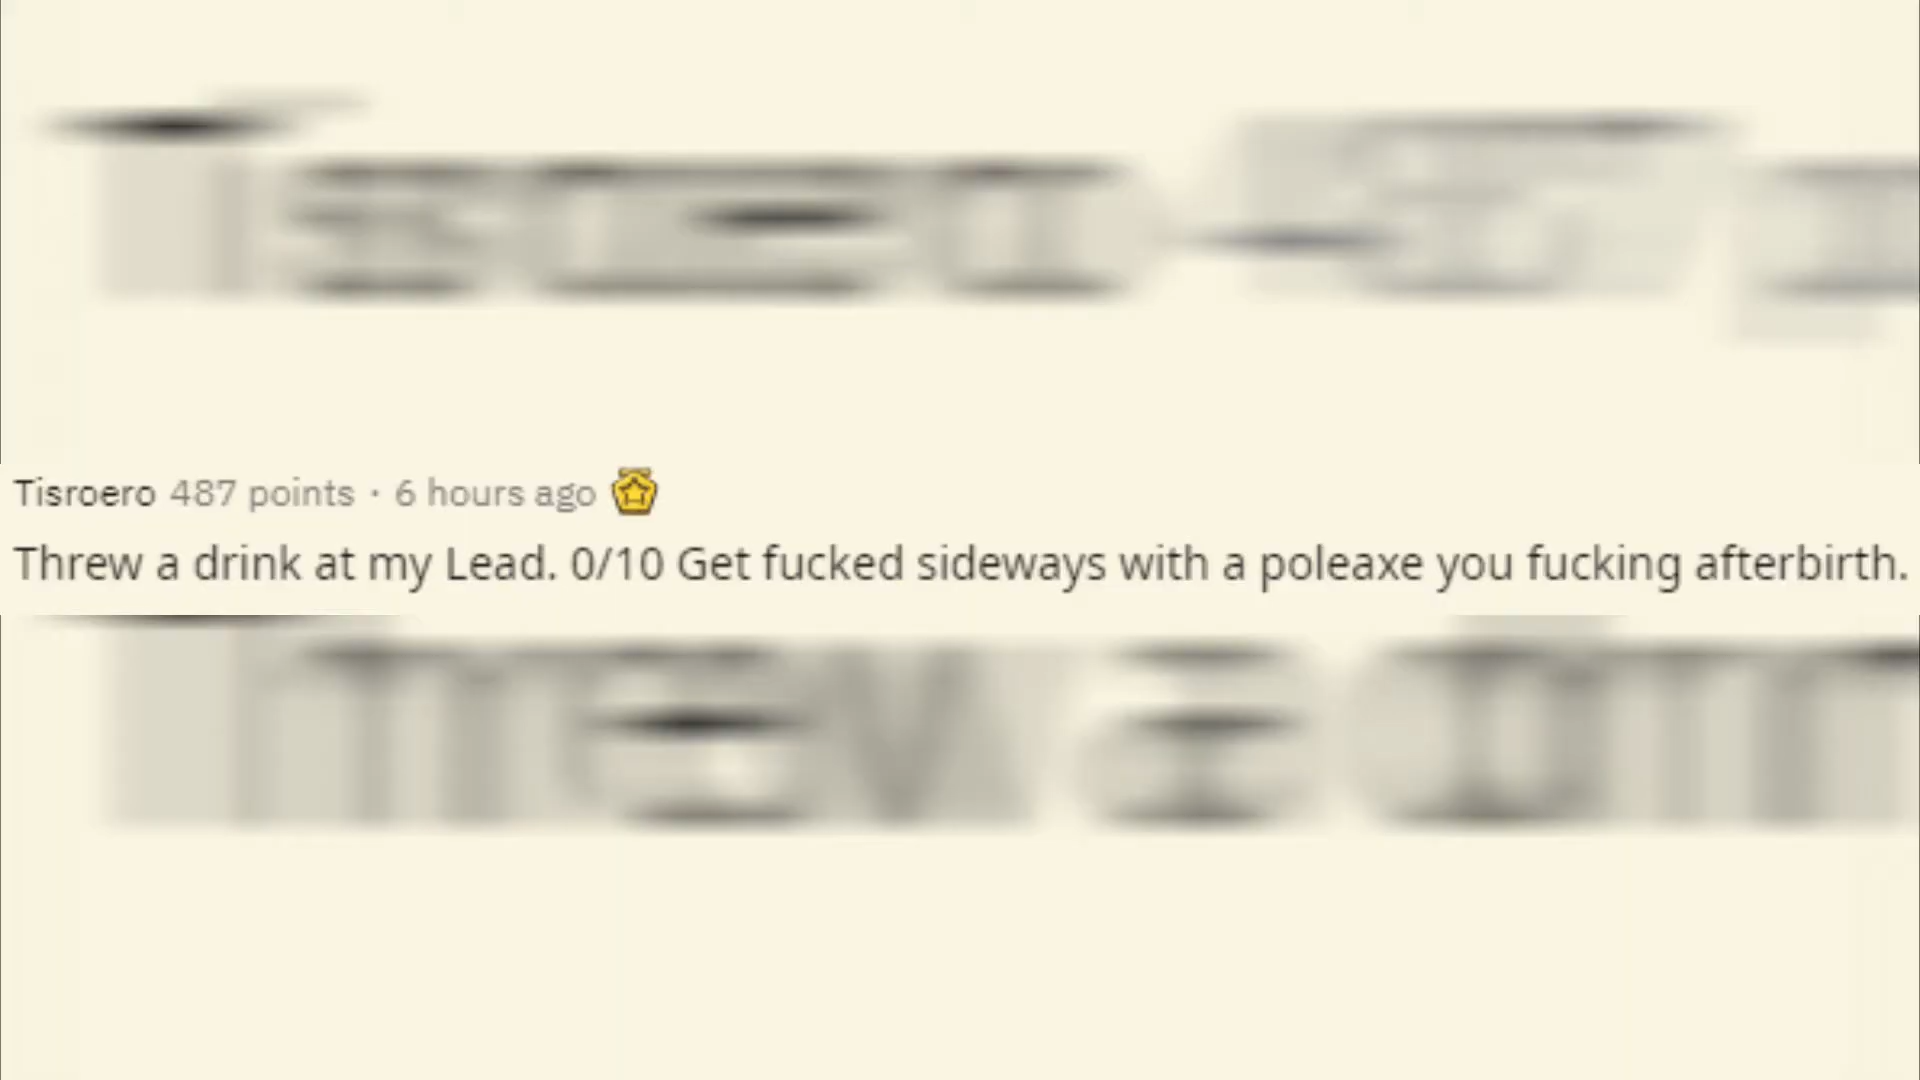 Tisroero 487 points · 6 hours ago
Threw a drink at my Lead. 0/10 Get fucked sideways with a poleaxe you fucking afterbirth.